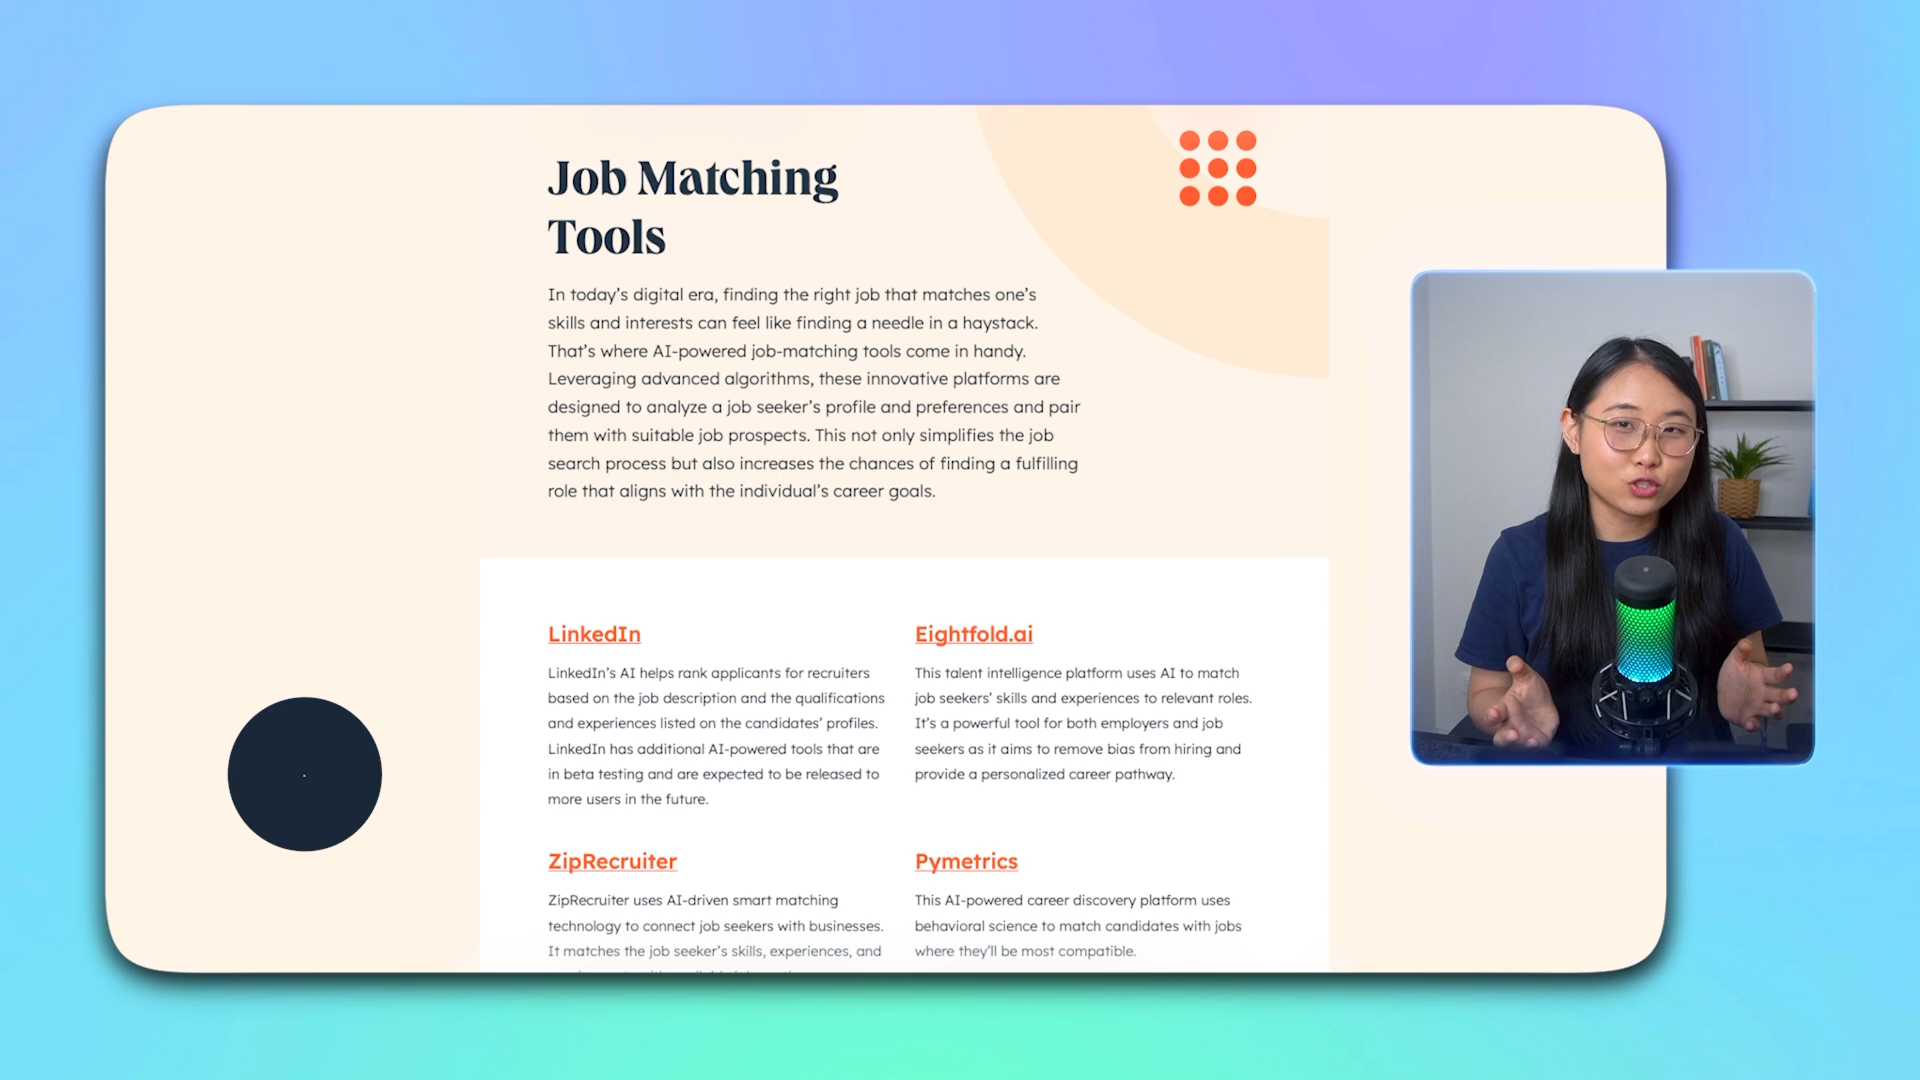 Job Matching
Tools
In today's digital era, finding the right job that matches one's
skills and interests can feel like finding a needle in a haystack.
That's where AI-powered job-matching tools come in handy.
Leveraging advanced algorithms, these innovative platforms are
designed to analyze a job seeker's profile and preferences and pair
them with suitable job prospects. This not only simplifies the job
search process but also increases the chances of finding a fulfilling
role that aligns with the individual's career goals.
LinkedIn
LinkedIn's AI helps rank applicants for recruiters
based on the job description and the qualifications
and experiences listed on the candidates' profiles.
LinkedIn has additional AI-powered tools that are
in beta testing and are expected to be released to
more users in the future.
Eightfold.ai
This talent intelligence platform uses AI to match
job seekers' skills and experiences to relevant roles.
It's a powerful tool for both employers and job
seekers as it aims to remove bias from hiring and
provide a personalized career pathway.
ZipRecruiter
ZipRecruiter uses AI-driven smart matching
technology to connect job seekers with businesses.
It matches the job seeker's skills, experiences, and
Pymetrics
This AI-powered career discovery platform uses
behavioral science to match candidates with jobs
where they'll be most compatible.